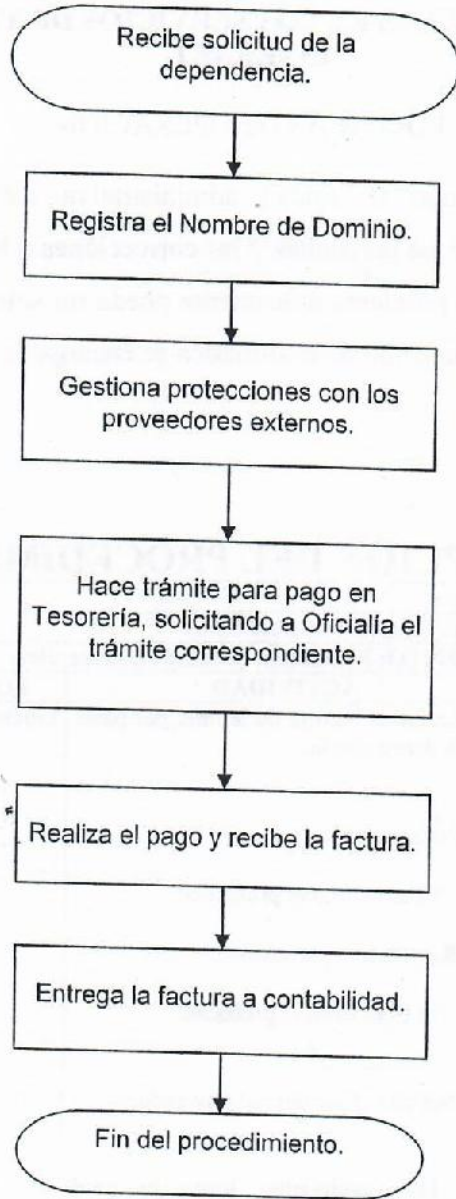 Recibe solicitud de la
dependencia.
Registra el Nombre de Dominio.
Gestiona protecciones con los
proveedores externos.
Hace trámite para pago en
Tesorería, solicitando a Oficialía el
trámite correspondiente.
Realiza el pago y recibe la factura.
Entrega la factura a contabilidad.
Fin del procedimiento.